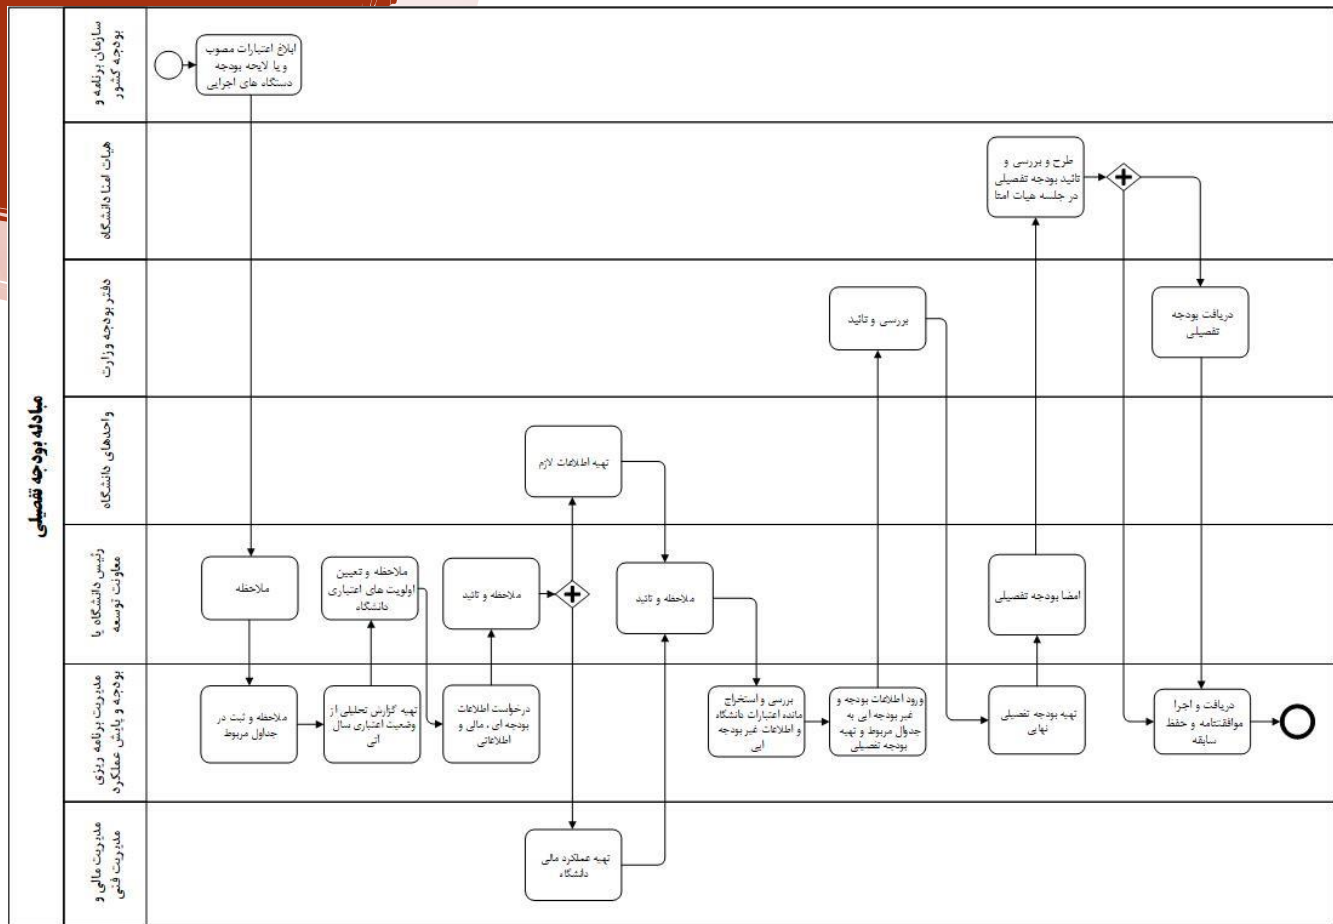 مبادله بودجه تفصیلی
سازمان برنامه و
بودجه کشور
ابلاغ اعتبارات مصوب
و یا لایحه بودجه
دستگاه های اجرایی
هیات امنا دانشگاه
طرح و بررسی و
تائید بودجه تفصیلی
در جلسه هیات امنا
دفتر بودجه وزارت
بررسی و تائید
دریافت بودجه
تفصیلی
واحدهای دانشگاه
تهیه اطلاعات لازم
رئیس دانشگاه یا
معاونت توسعه
ملاحظه
ملاحظه و تعیین
اولویت های اعتباری
دانشگاه
ملاحظه و تائید
ملاحظه و تائید
امضا بودجه تفصیلی
مدیریت برنامه ریزی
بودجه و پایش عملکرد
ملاحظه و ثبت در
جداول مربوط
تهیه گزارش تحلیلی از
وضعیت اعتباری سال
آتی
درخواست اطلاعات
بودجه ای ، مالی و
اطلاعاتی
بررسی و استخراج
مانده اعتبارات دانشگاه
و اطلاعات غیر بودجه
ایی
ورود اطلاعات بودجه و
غیر بودجه ایی به
جدوال مربوط و تهیه
بودجه تفصیلی
تهیه بودجه تفصیلی
نهایی
دریافت و اجرا
موافقتنامه و حفظ
سابقه
مدیریت مالی و
مدیریت فنی
تهیه عملکرد مالی
دانشگاه